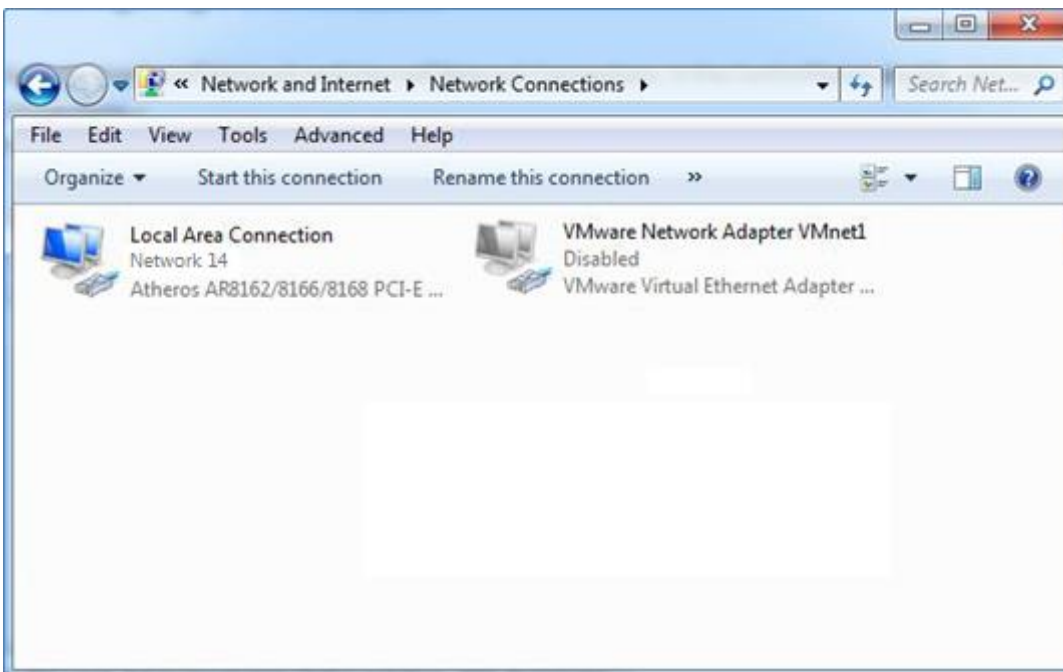 « Network and Internet ▸ Network Connections ▸ Search Net...
File Edit View Tools Advanced Help
Organize ▾ Start this connection Rename this connection »
Local Area Connection
Network 14
Atheros AR8162/8166/8168 PCI-E ...
VMware Network Adapter VMnet1
Disabled
VMware Virtual Ethernet Adapter ...